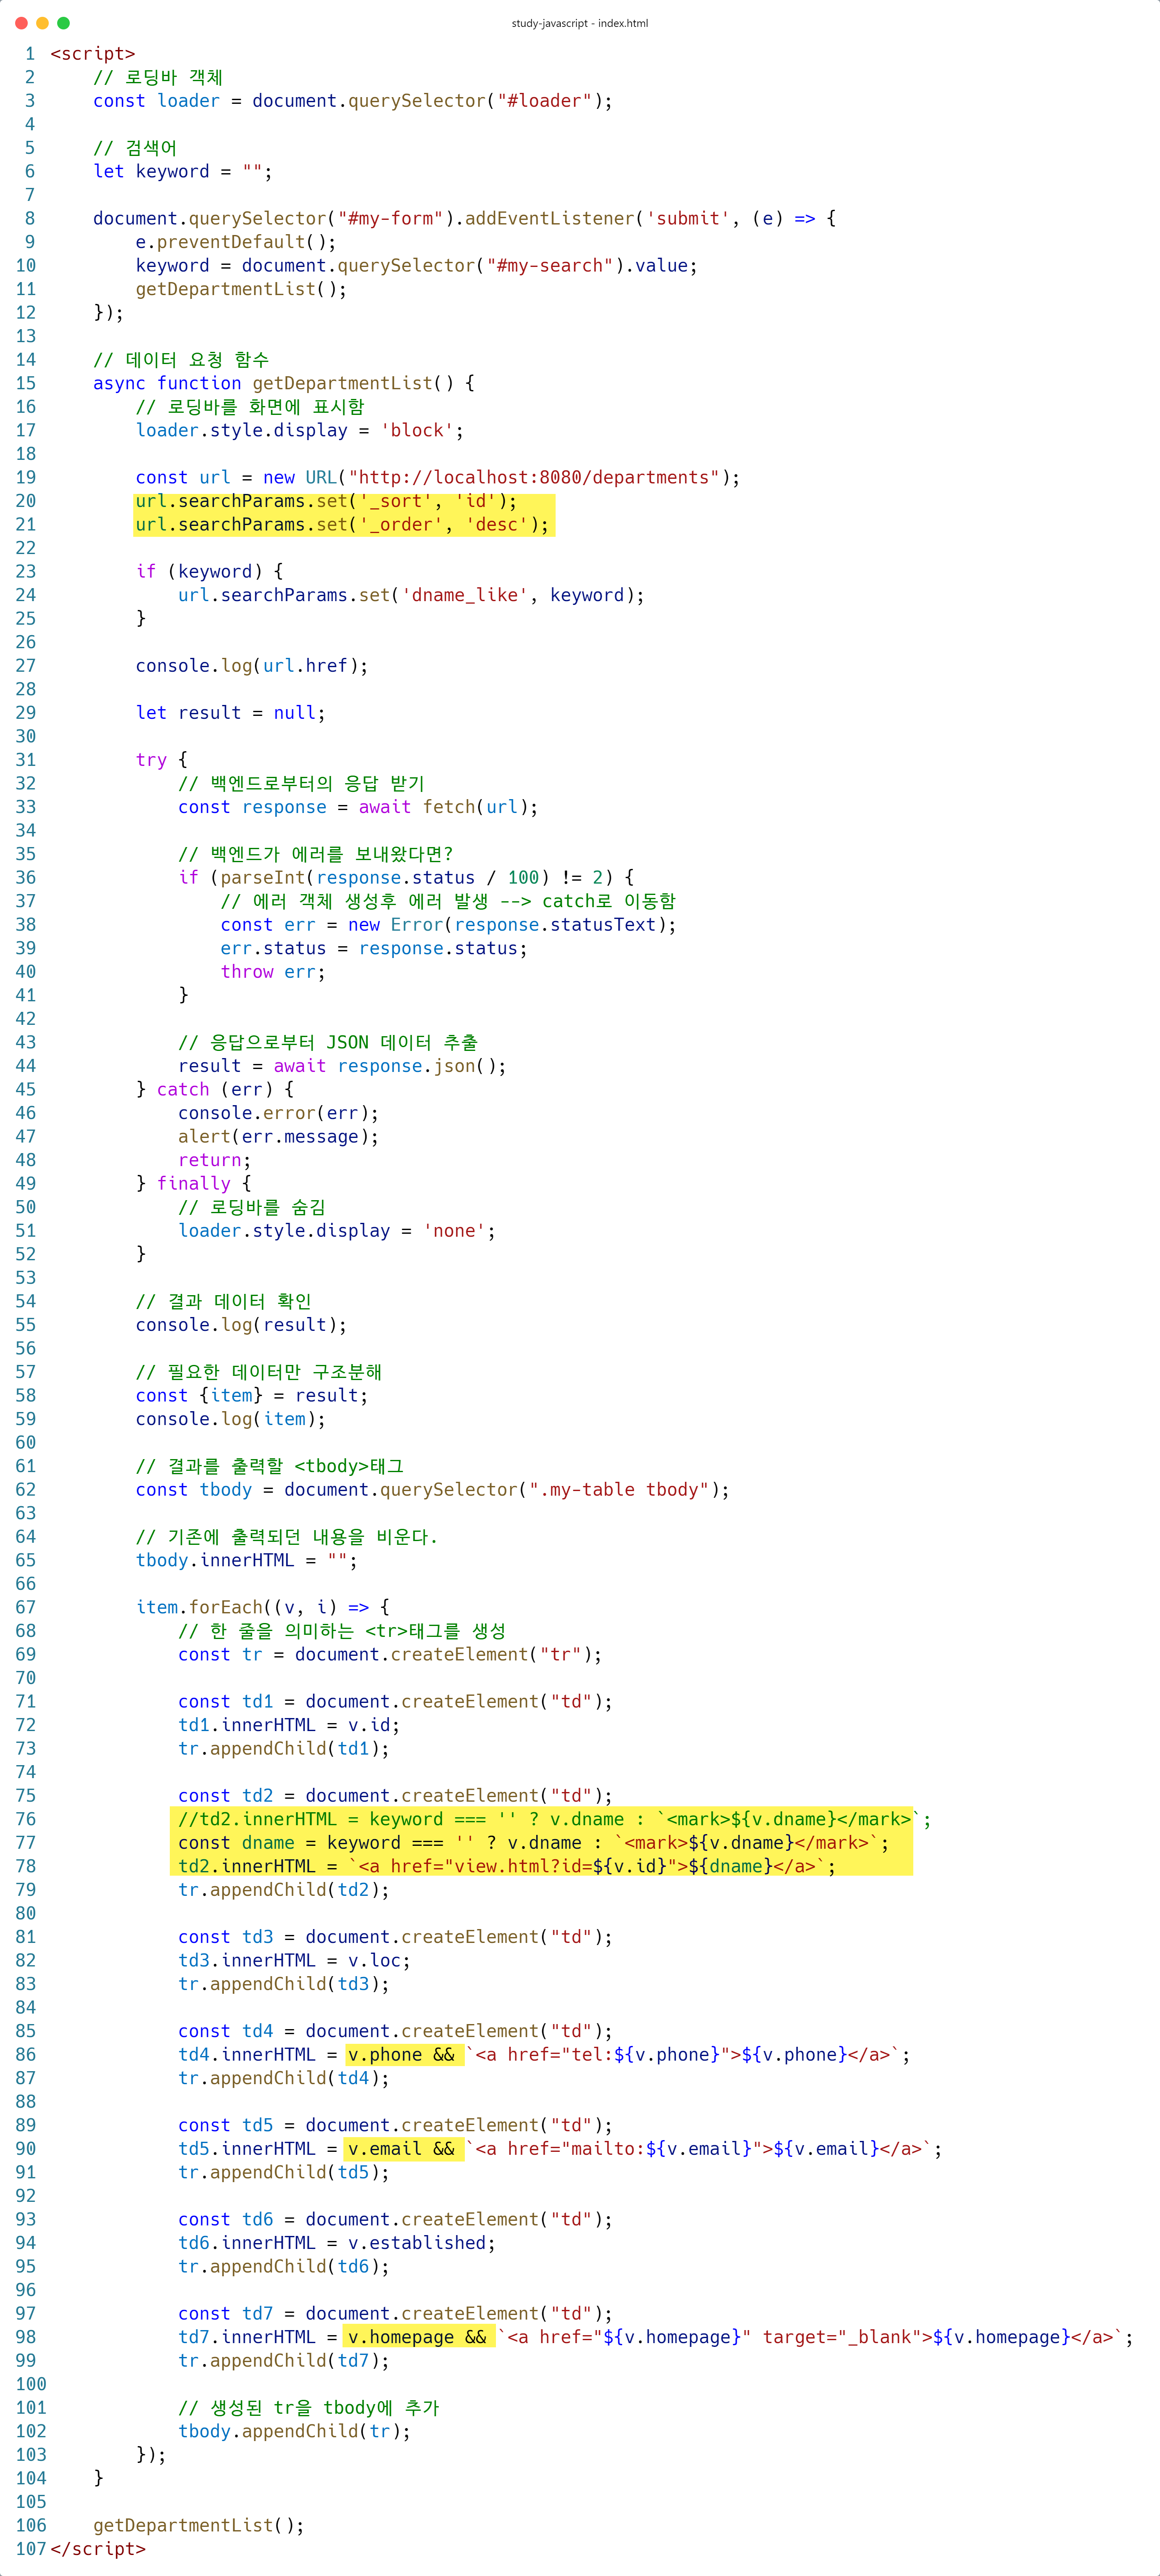 study-javascript - index.html
1 <script>
2     // 로딩바 객체
3     const loader = document.querySelector("#loader");
4
5     // 검색어
6     let keyword = "";
7
8     document.querySelector("#my-form").addEventListener('submit', (e) => {
9         e.preventDefault();
10         keyword = document.querySelector("#my-search").value;
11         getDepartmentList();
12     });
13
14     // 데이터 요청 함수
15     async function getDepartmentList() {
16         // 로딩바를 화면에 표시함
17         loader.style.display = 'block';
18
19         const url = new URL("http://localhost:8080/departments");
20         url.searchParams.set('_sort', 'id');
21         url.searchParams.set('_order', 'desc');
22
23         if (keyword) {
24             url.searchParams.set('dname_like', keyword);
25         }
26
27         console.log(url.href);
28
29         let result = null;
30
31         try {
32             // 백엔드로부터의 응답 받기
33             const response = await fetch(url);
34
35             // 백엔드가 에러를 보내왔다면?
36             if (parseInt(response.status / 100) != 2) {
37                 // 에러 객체 생성후 에러 발생 --> catch로 이동함
38                 const err = new Error(response.statusText);
39                 err.status = response.status;
40                 throw err;
41             }
42
43             // 응답으로부터 JSON 데이터 추출
44             result = await response.json();
45         } catch (err) {
46             console.error(err);
47             alert(err.message);
48             return;
49         } finally {
50             // 로딩바를 숨김
51             loader.style.display = 'none';
52         }
53
54         // 결과 데이터 확인
55         console.log(result);
56
57         // 필요한 데이터만 구조분해
58         const {item} = result;
59         console.log(item);
60
61         // 결과를 출력할 <tbody>태그
62         const tbody = document.querySelector(".my-table tbody");
63
64         // 기존에 출력되던 내용을 비운다.
65         tbody.innerHTML = "";
66
67         item.forEach((v, i) => {
68             // 한 줄을 의미하는 <tr>태그를 생성
69             const tr = document.createElement("tr");
70
71             const td1 = document.createElement("td");
72             td1.innerHTML = v.id;
73             tr.appendChild(td1);
74
75             const td2 = document.createElement("td");
76             //td2.innerHTML = keyword === '' ? v.dname : `<mark>${v.dname}</mark>`;
77             const dname = keyword === '' ? v.dname : `<mark>${v.dname}</mark>`;
78             td2.innerHTML = `<a href="view.html?id=${v.id}">${dname}</a>`;
79             tr.appendChild(td2);
80
81             const td3 = document.createElement("td");
82             td3.innerHTML = v.loc;
83             tr.appendChild(td3);
84
85             const td4 = document.createElement("td");
86             td4.innerHTML = v.phone && `<a href="tel:${v.phone}">${v.phone}</a>`;
87             tr.appendChild(td4);
88
89             const td5 = document.createElement("td");
90             td5.innerHTML = v.email && `<a href="mailto:${v.email}">${v.email}</a>`;
91             tr.appendChild(td5);
92
93             const td6 = document.createElement("td");
94             td6.innerHTML = v.established;
95             tr.appendChild(td6);
96
97             const td7 = document.createElement("td");
98             td7.innerHTML = v.homepage && `<a href="${v.homepage}" target="_blank">${v.homepage}</a>`;
99             tr.appendChild(td7);
100
101             // 생성된 tr을 tbody에 추가
102             tbody.appendChild(tr);
103         });
104     }
105
106     getDepartmentList();
107 </script>